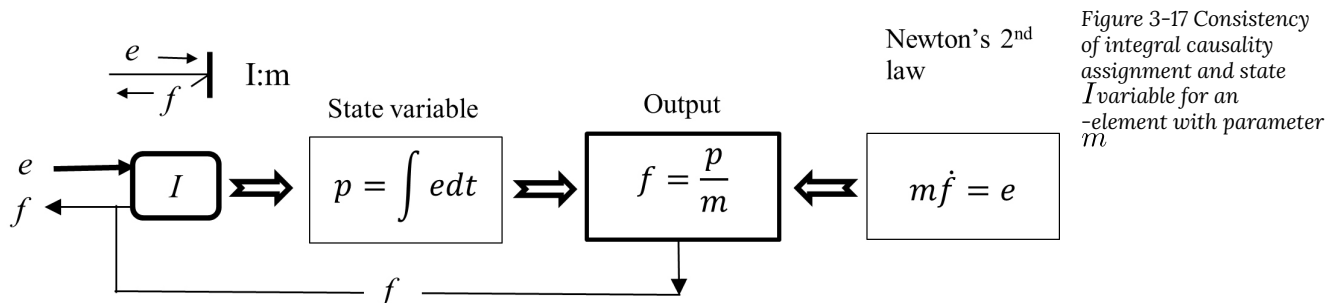 e
f
I:m
State variable
Output
Newton's 2nd
law
Figure 3-17 Consistency
of integral causality
assignment and state
I variable for an
-element with parameter
m
e
f
I
p = ∫ edt
f = p/m
mḟ = e
f